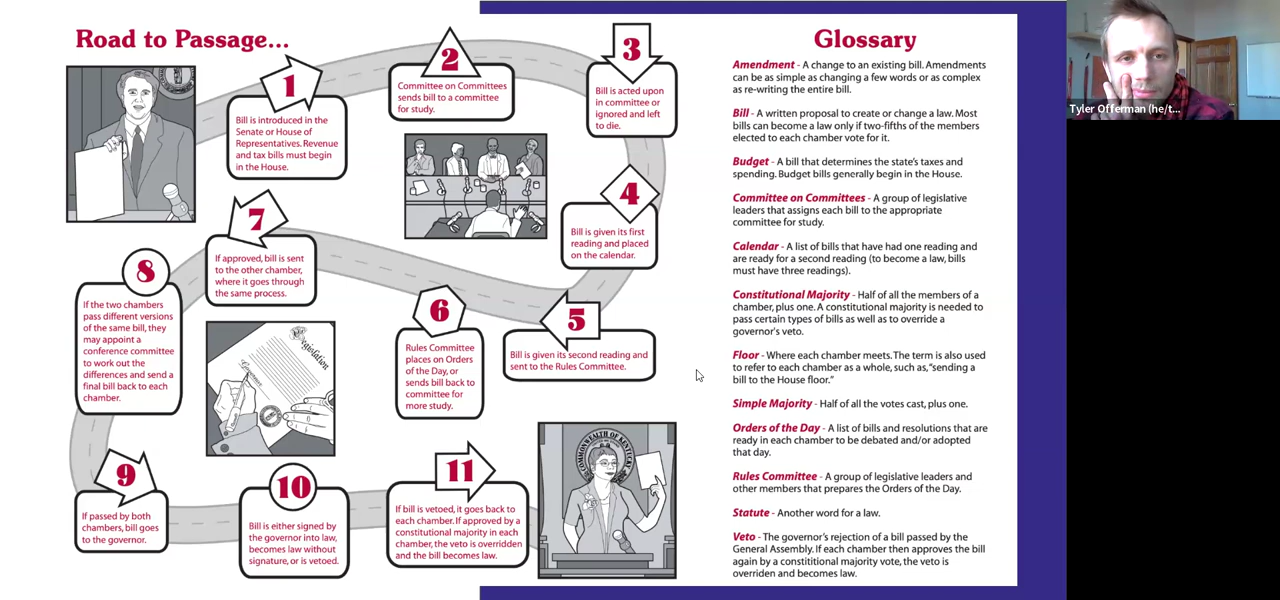 Road to Passage...
1
Bill is introduced in the
Senate or House of
Representatives. Revenue
and tax bills must begin
in the House.
2
Committee on Committees
sends bill to a committee
for study.
3
Bill is acted upon
in committee or
ignored and left
to die.
4
Bill is given its first
reading and placed
on the calendar.
5
Bill is given its second reading and
sent to the Rules Committee.
6
Rules Committee
places on Orders
of the Day, or
sends bill back to
committee for
more study.
7
If approved, bill is sent
to the other chamber,
where it goes through
the same process.
8
If the two chambers
pass different versions
of the same bill, they
may appoint a
conference committee
to work out the
differences and send a
final bill back to each
chamber.
Legislation
Governor
9
If passed by both
chambers, bill goes
to the governor.
10
Bill is either signed by
the governor into law,
becomes law without
signature, or is vetoed.
11
If bill is vetoed, it goes back to
each chamber. If approved by a
constitutional majority in each
chamber, the veto is overridden
and the bill becomes law.
COMMONWEALTH OF KENTUCKY
Glossary
Amendment - A change to an existing bill. Amendments
can be as simple as changing a few words or as complex
as re-writing the entire bill.
Bill - A written proposal to create or change a law. Most
bills can become a law only if two-fifths of the members
elected to each chamber vote for it.
Budget - A bill that determines the state's taxes and
spending. Budget bills generally begin in the House.
Committee on Committees - A group of legislative
leaders that assigns each bill to the appropriate
committee for study.
Calendar - A list of bills that have had one reading and
are ready for a second reading (to become a law, bills
must have three readings).
Constitutional Majority - Half of all the members of a
chamber, plus one. A constitutional majority is needed to
pass certain types of bills as well as to override a
governor's veto.
Floor - Where each chamber meets. The term is also used
to refer to each chamber as a whole, such as, "sending a
bill to the House floor."
Simple Majority - Half of all the votes cast, plus one.
Orders of the Day - A list of bills and resolutions that are
ready in each chamber to be debated and/or adopted
that day.
Rules Committee - A group of legislative leaders and
other members that prepares the Orders of the Day.
Statute - Another word for a law.
Veto - The governor's rejection of a bill passed by the
General Assembly. If each chamber then approves the bill
again by a constititional majority vote, the veto is
overriden and becomes law.
Tyler Offerman (he/t...